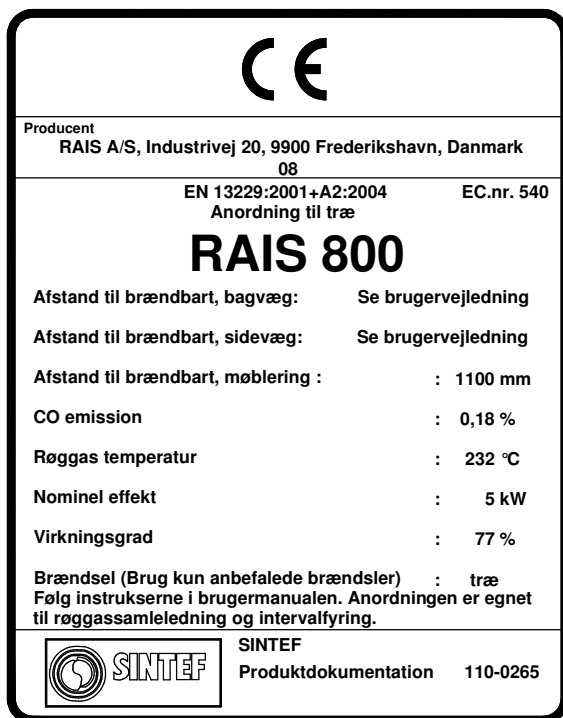 CE
Producent
RAIS A/S, Industrivej 20, 9900 Frederikshavn, Danmark
08
EN 13229:2001+A2:2004 EC.nr. 540
Anordning til træ
RAIS 800
Afstand til brændbart, bagvæg: Se brugervejledning
Afstand til brændbart, sidevæg: Se brugervejledning
Afstand til brændbart, møblering : : 1100 mm
CO emission : 0,18 %
Røggas temperatur : 232 °C
Nominel effekt : 5 kW
Virkningsgrad : 77 %
Brændsel (Brug kun anbefalede brændsler) : træ
Følg instrukserne i brugermanualen. Anordningen er egnet
til røggassamleledning og intervalfyring.
SINTEF
SINTEF
Produktdokumentation 110-0265